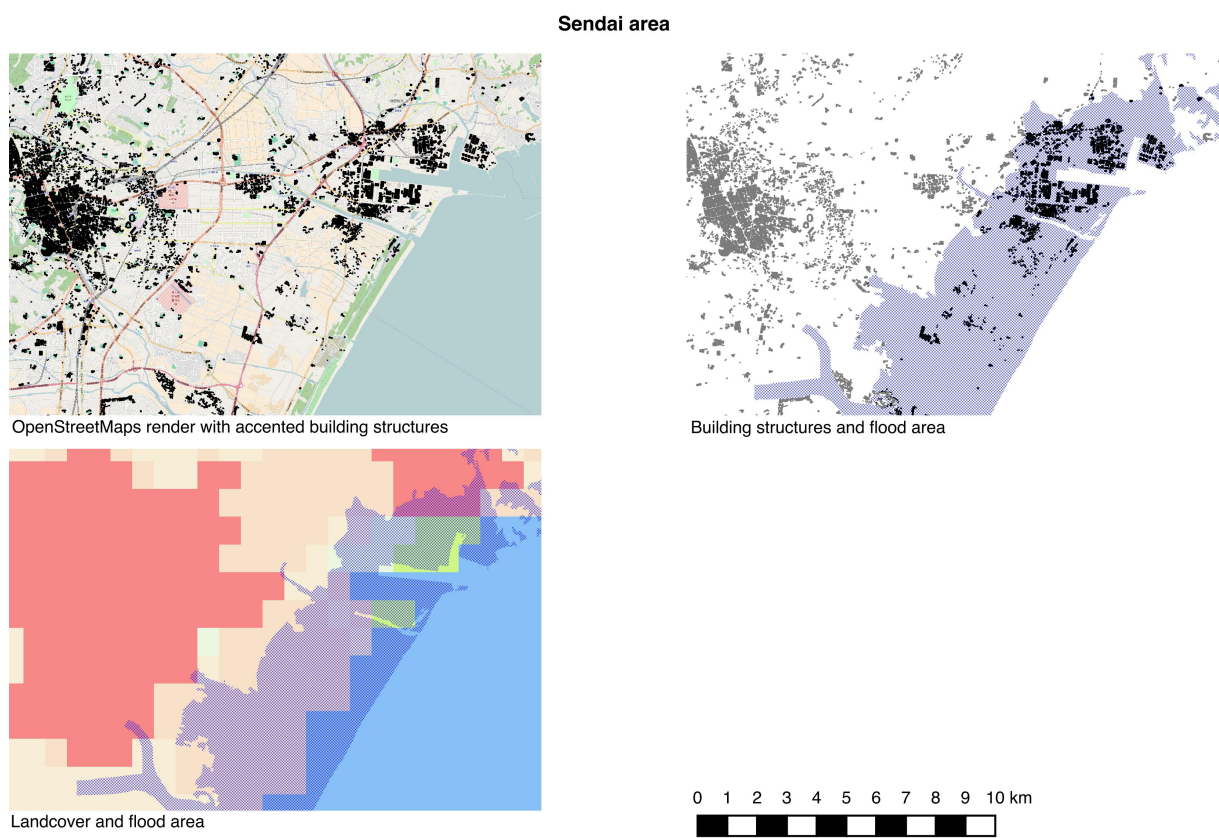 Sendai area
OpenStreetMaps render with accented building structures
Building structures and flood area
Landcover and flood area
0 1 2 3 4 5 6 7 8 9 10 km